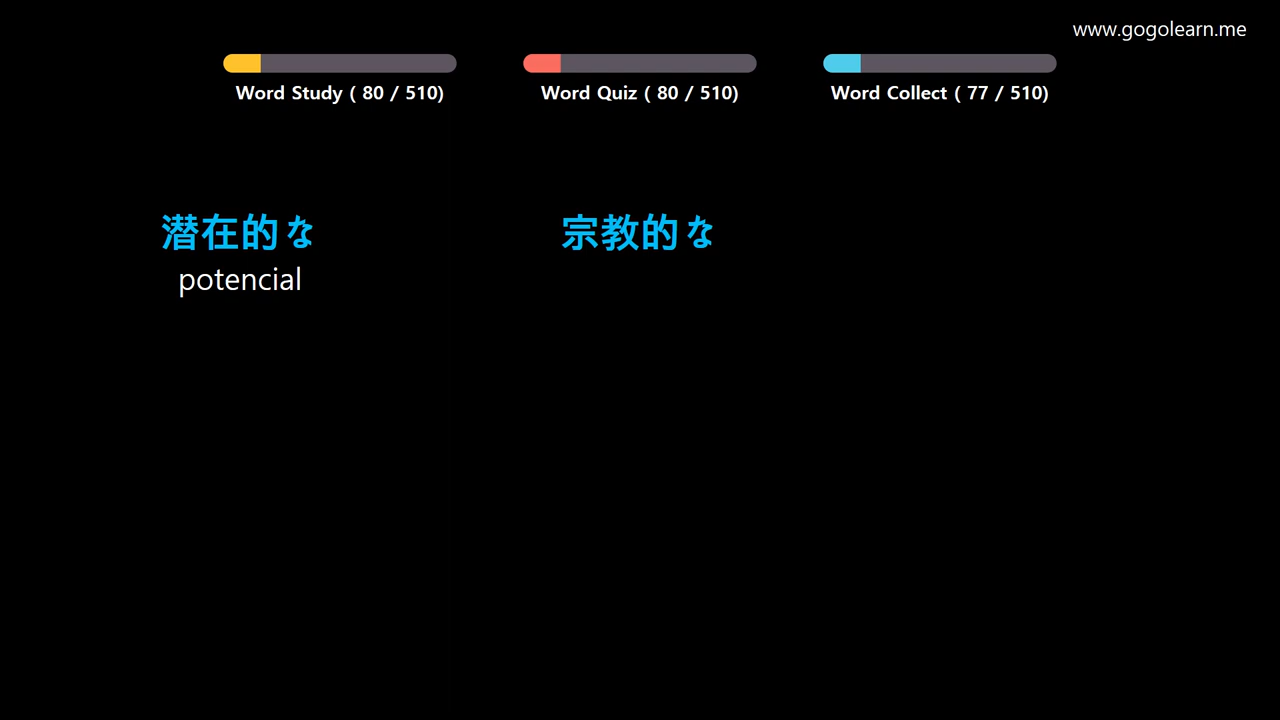 www.gogolearn.me
Word Study ( 80 / 510)
Word Quiz ( 80 / 510)
Word Collect ( 77 / 510)
潜在的な
potencial
宗教的な